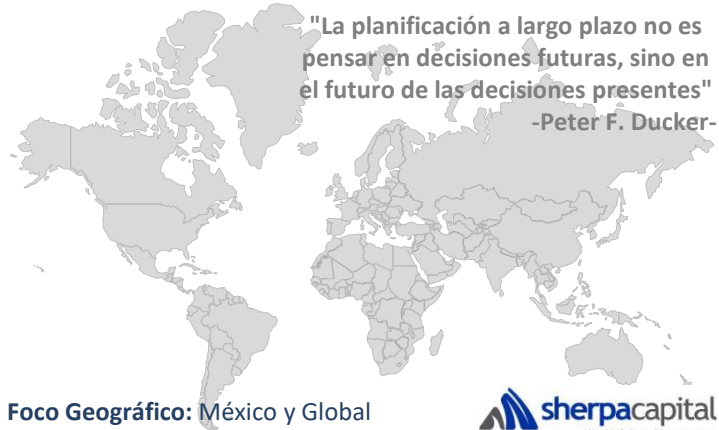 "La planificación a largo plazo no es
pensar en decisiones futuras, sino en
el futuro de las decisiones presentes"
-Peter F. Ducker-
Foco Geográfico: México y Global
sherpacapital